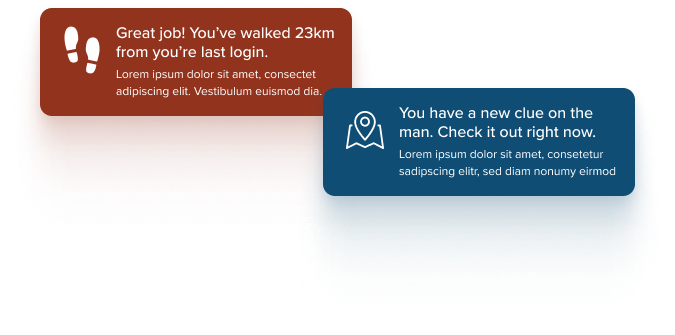 Great job! You've walked 23km
from you're last login.
Lorem ipsum dolor sit amet, consectet
adipiscing elit. Vestibulum euismod dia.
You have a new clue on the
man. Check it out right now.
Lorem ipsum dolor sit amet, consetetur
sadipscing elitr, sed diam nonumy eirmod